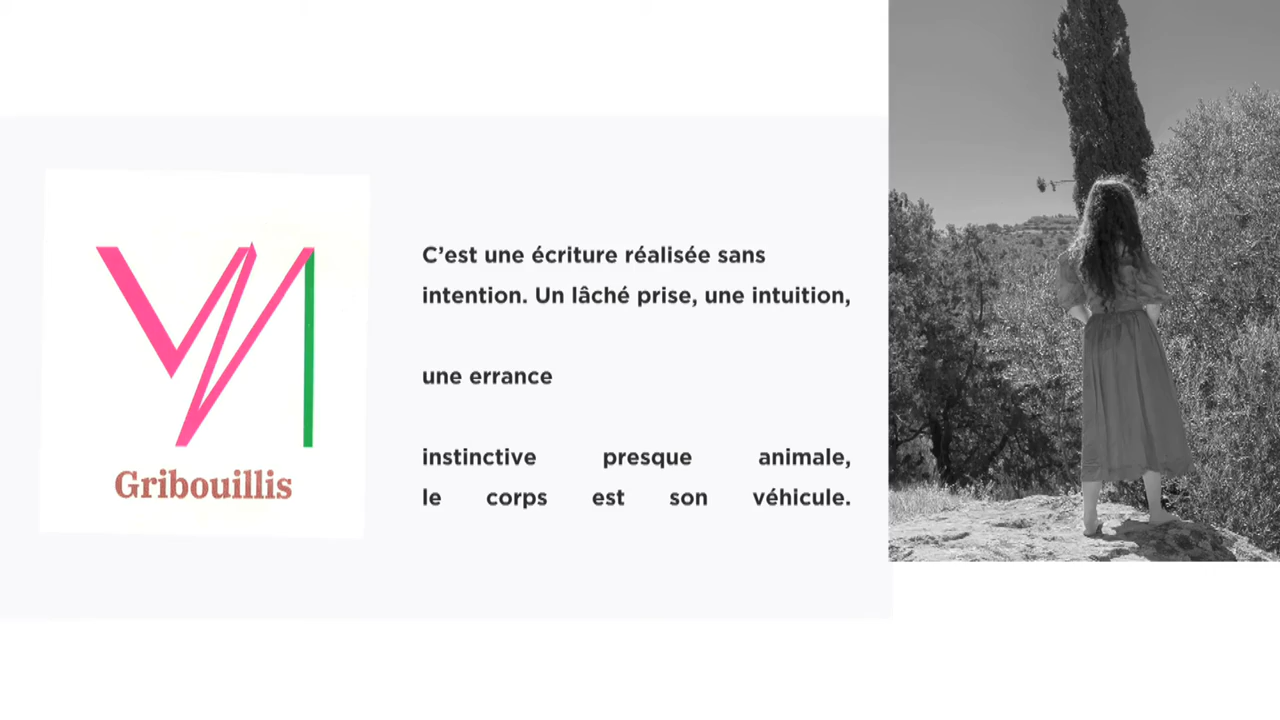 Gribouillis
C’est une écriture réalisée sans
intention. Un lâché prise, une intuition,
une errance
instinctive presque animale,
le corps est son véhicule.